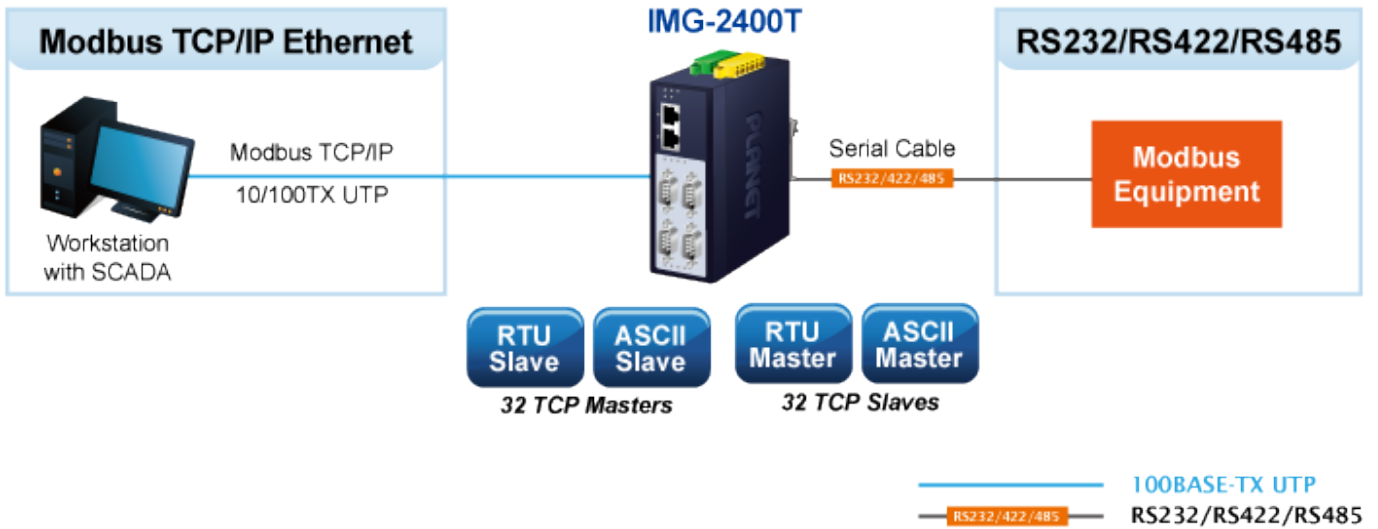 IMG-2400T
Modbus TCP/IP Ethernet
RS232/RS422/RS485
PLANET
Modbus TCP/IP
10/100TX UTP
Serial Cable
RS232/422/485
Modbus
Equipment
Workstation
with SCADA
RTU
Slave
ASCII
Slave
RTU
Master
ASCII
Master
32 TCP Masters
32 TCP Slaves
100BASE-TX UTP
RS232/422/485
RS232/RS422/RS485